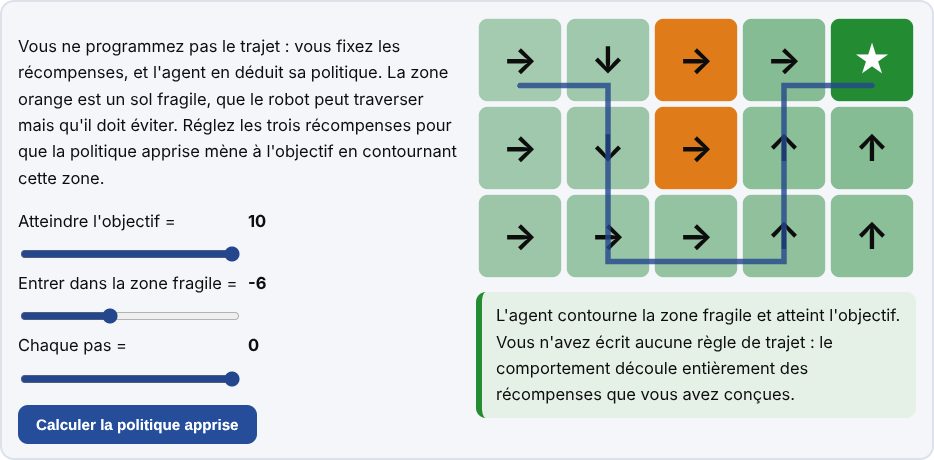 Vous ne programmez pas le trajet : vous fixez les
récompenses, et l'agent en déduit sa politique. La zone
orange est un sol fragile, que le robot peut traverser
mais qu'il doit éviter. Réglez les trois récompenses pour
que la politique apprise mène à l'objectif en contournant
cette zone.
Atteindre l'objectif = 10
Entrer dans la zone fragile = -6
Chaque pas = 0
Calculer la politique apprise
→ ↓ → → ★
→ ↓ → ↑ ↑
→ → → ↑ ↑
L'agent contourne la zone fragile et atteint l'objectif.
Vous n'avez écrit aucune règle de trajet : le
comportement découle entièrement des
récompenses que vous avez conçues.